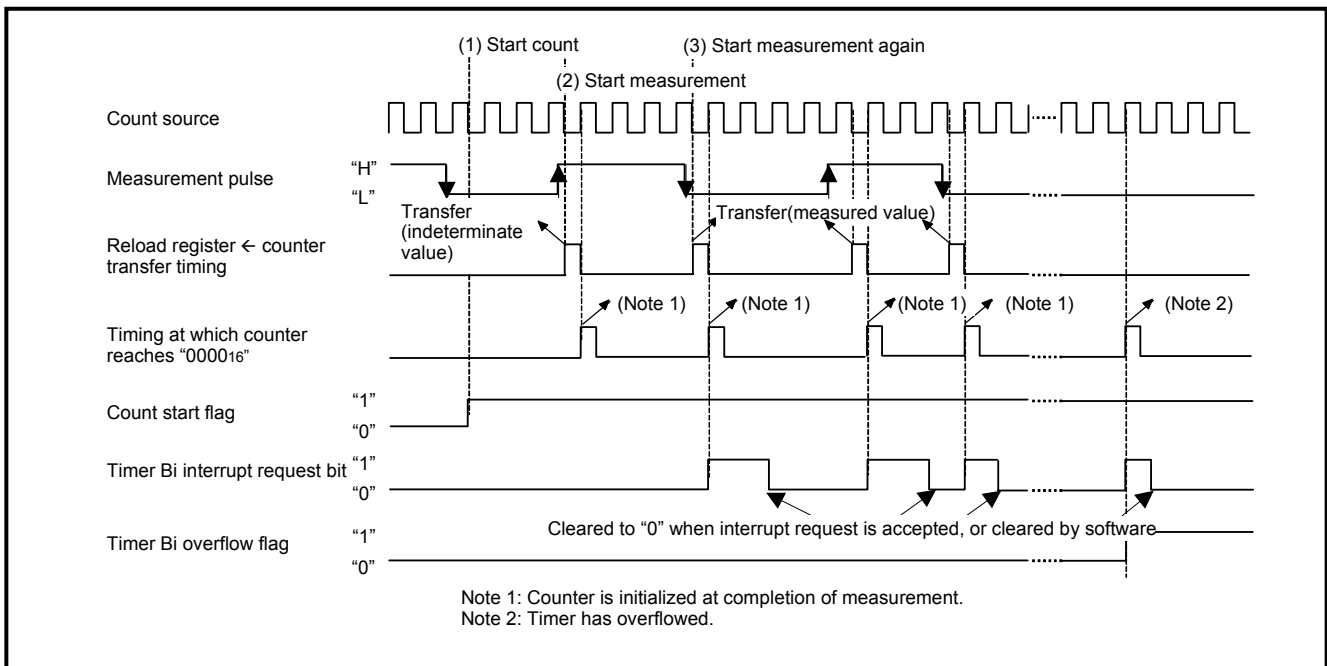 (1) Start count
(3) Start measurement again
(2) Start measurement
Count source
Measurement pulse
“H”
“L”
Transfer
(indeterminate
value)
Transfer(measured value)
Reload register ← counter
transfer timing
(Note 1)
(Note 1)
(Note 1)
(Note 1)
(Note 2)
Timing at which counter
reaches “000016”
Count start flag
“1”
“0”
Timer Bi interrupt request bit
“1”
“0”
Cleared to “0” when interrupt request is accepted, or cleared by software
Timer Bi overflow flag
“1”
“0”
Note 1: Counter is initialized at completion of measurement.
Note 2: Timer has overflowed.